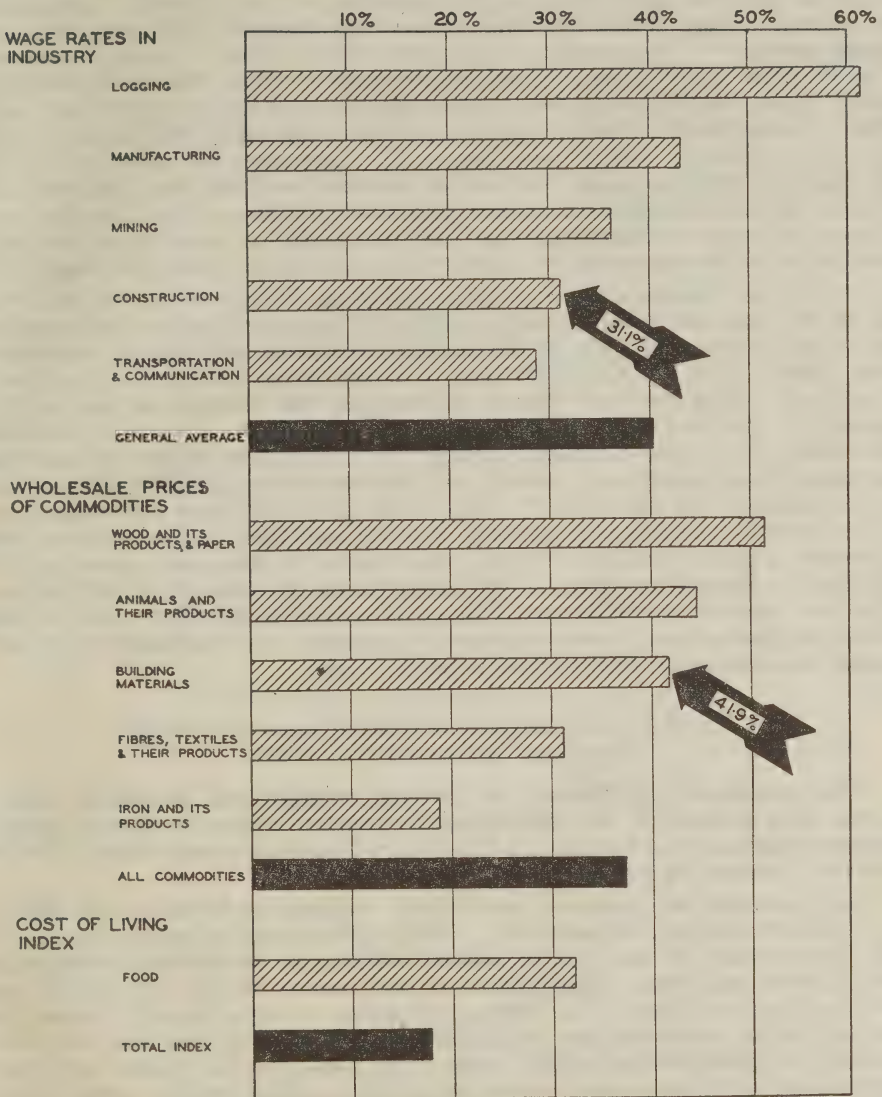 10% 20% 30% 40% 50% 60%
WAGE RATES IN
INDUSTRY
LOGGING
MANUFACTURING
MINING
CONSTRUCTION
31·1%
TRANSPORTATION
& COMMUNICATION
GENERAL AVERAGE
WHOLESALE PRICES
OF COMMODITIES
WOOD AND ITS
PRODUCTS, & PAPER
ANIMALS AND
THEIR PRODUCTS
BUILDING
MATERIALS
41·9%
FIBRES, TEXTILES
& THEIR PRODUCTS
IRON AND ITS
PRODUCTS
ALL COMMODITIES
COST OF LIVING
INDEX
FOOD
TOTAL INDEX